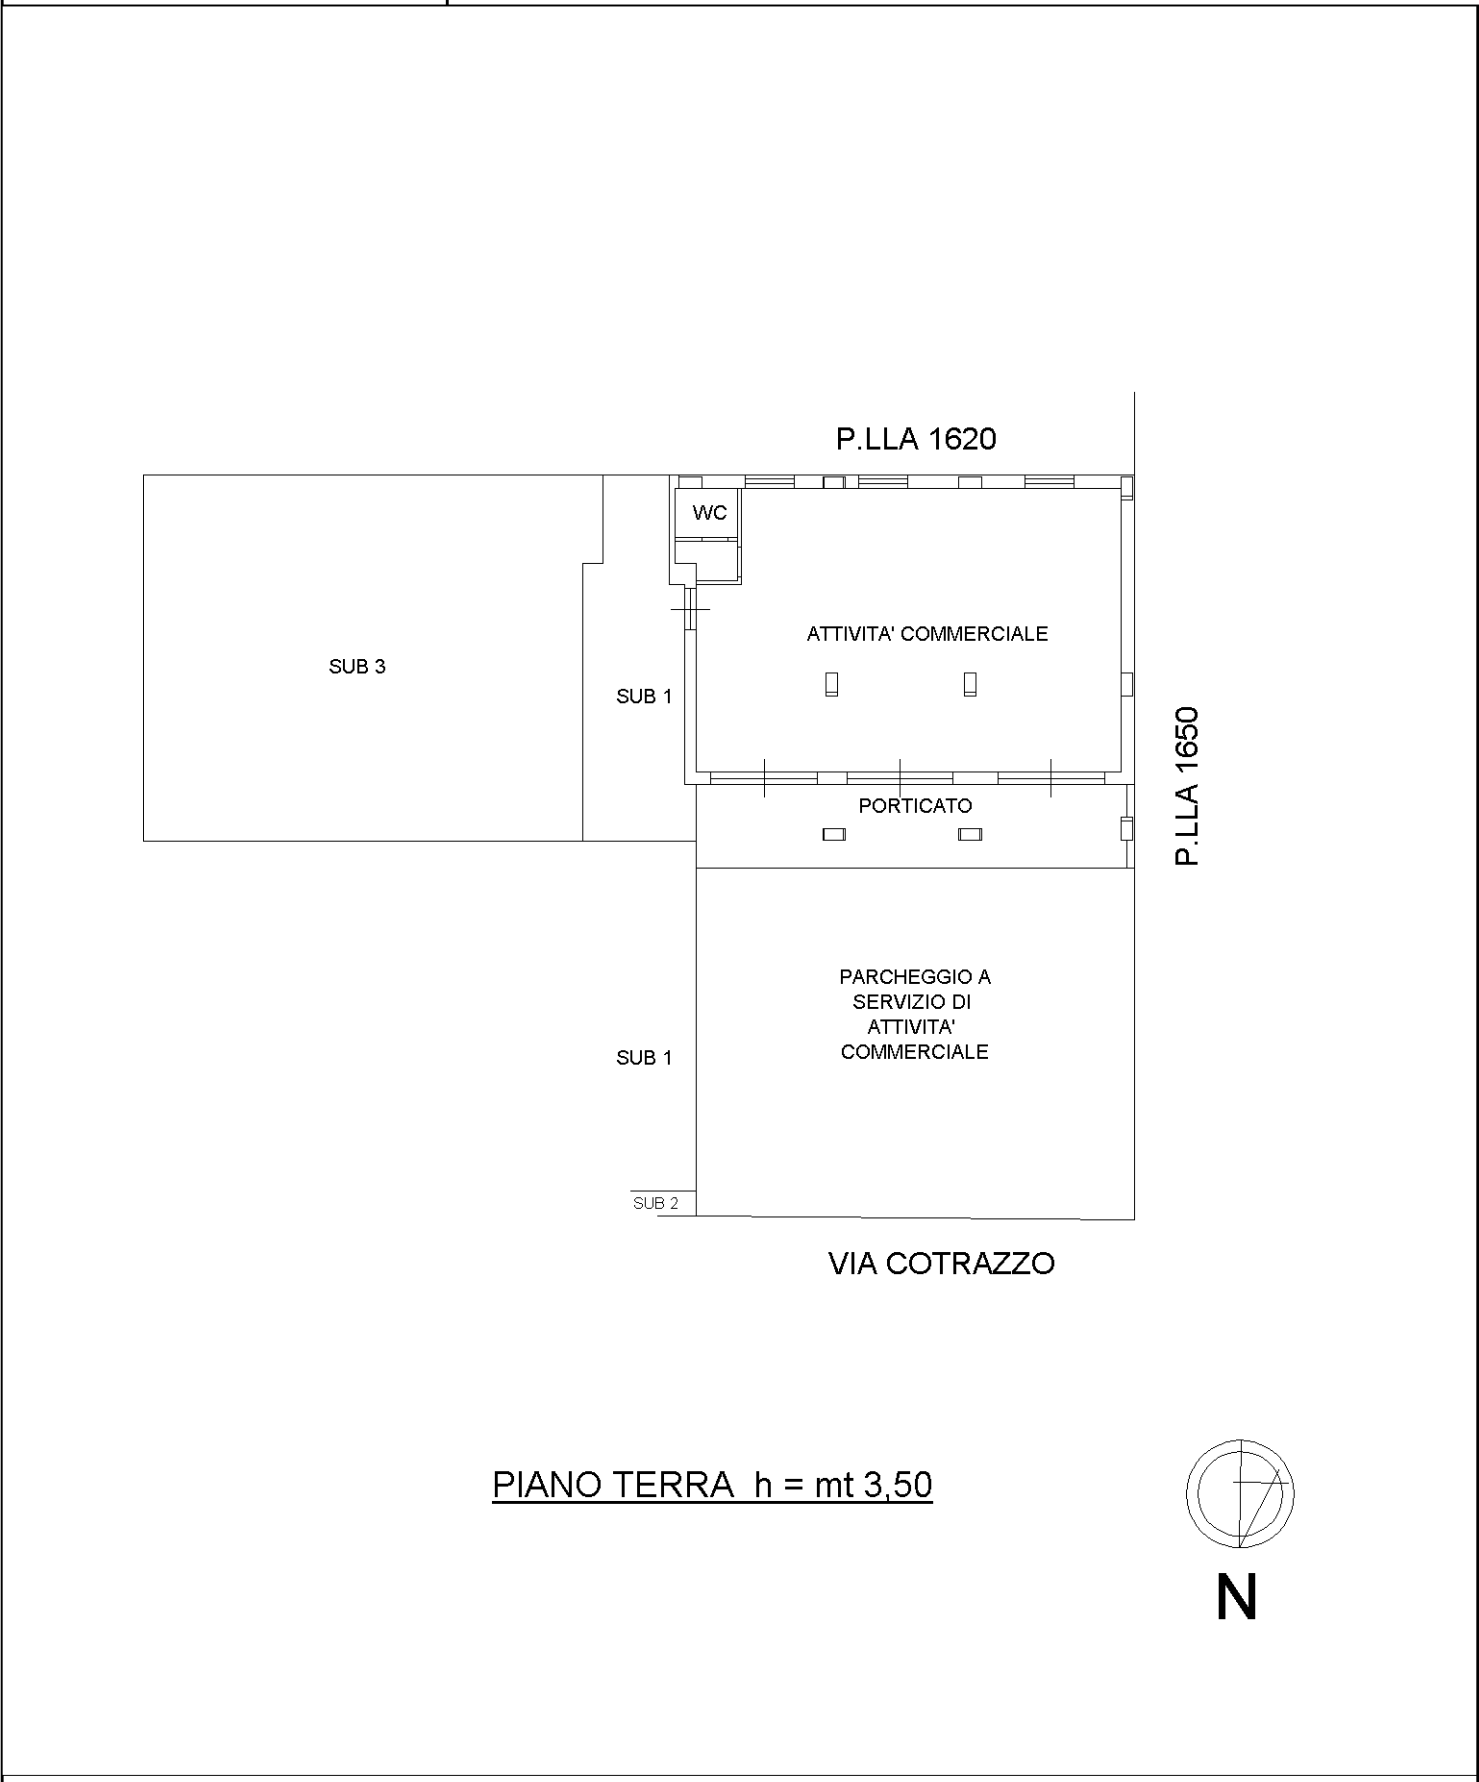 P.LLA 1620
WC
ATTIVITA' COMMERCIALE
SUB 3
SUB 1
P.LLA 1650
PORTICATO
PARCHEGGIO A
SERVIZIO DI
ATTIVITA'
COMMERCIALE
SUB 1
SUB 2
VIA COTRAZZO
PIANO TERRA h = mt 3,50
N